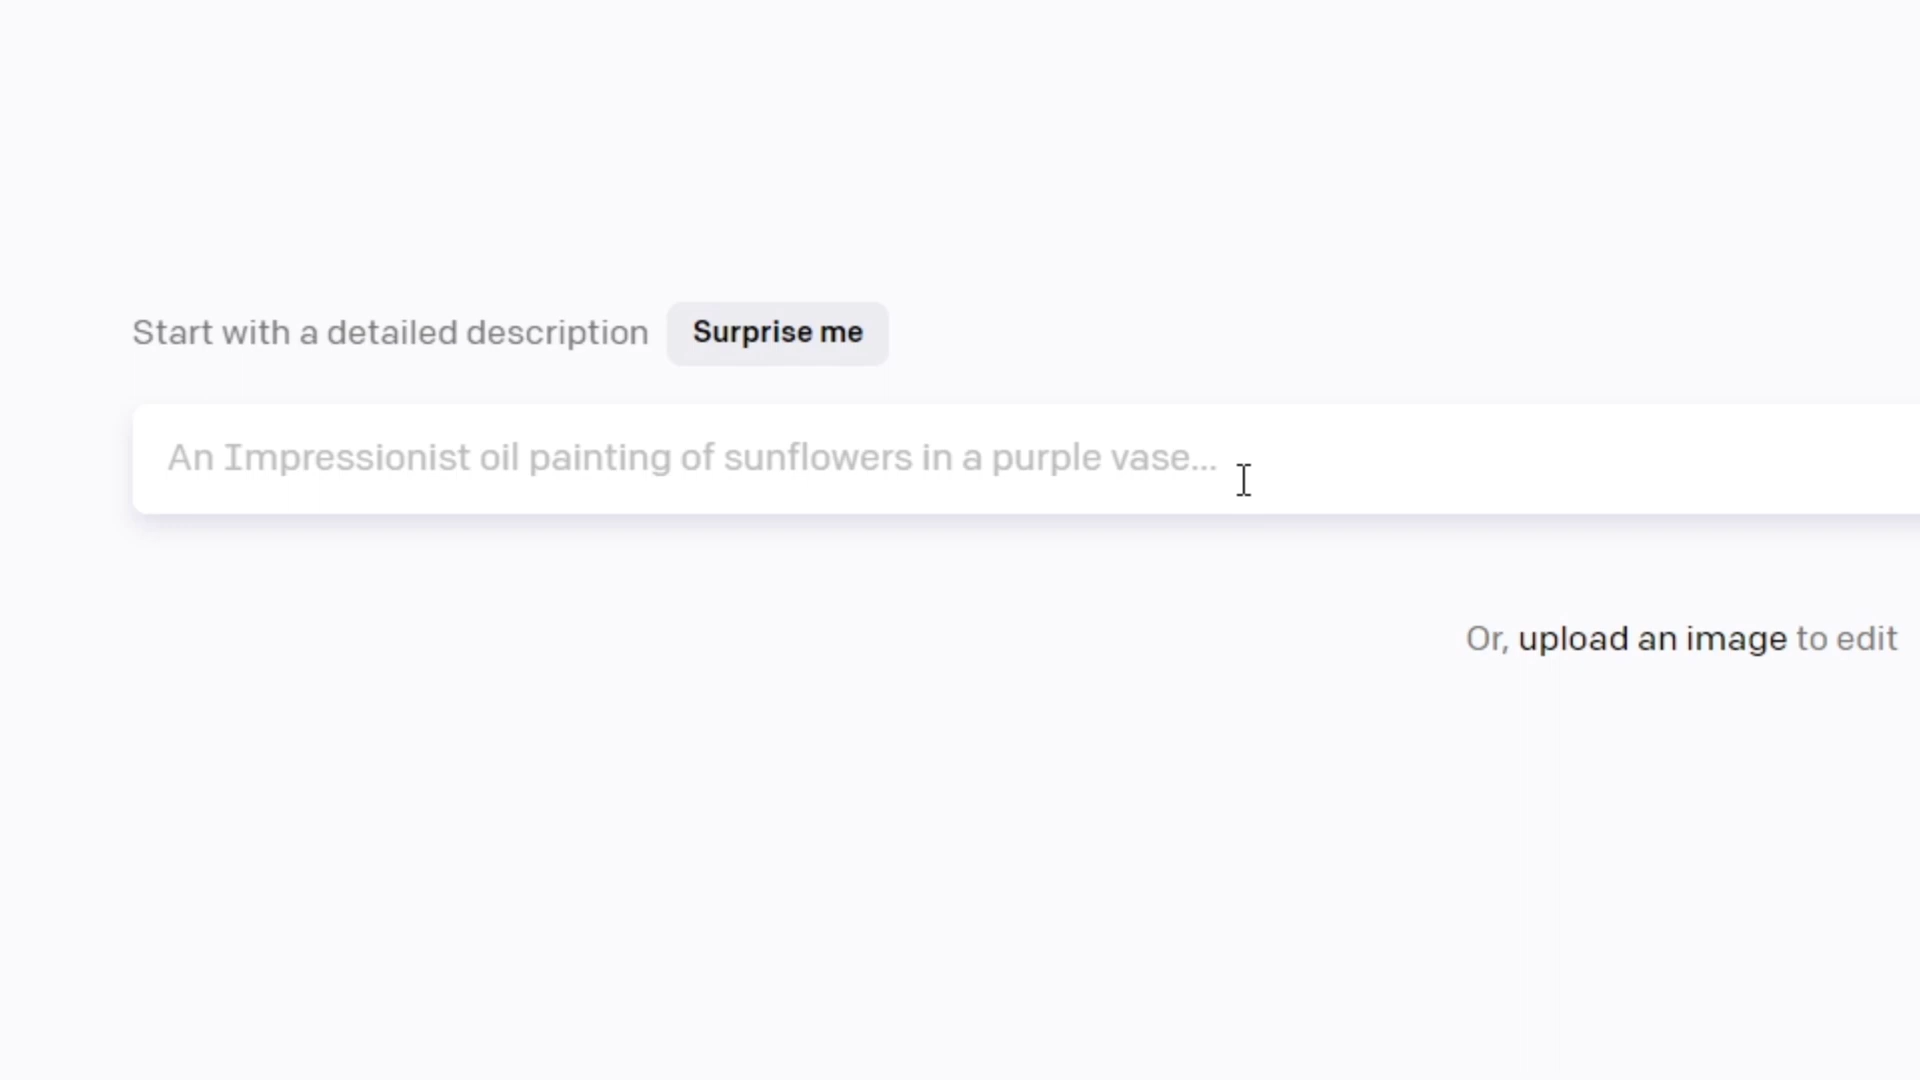 Start with a detailed description Surprise me
An Impressionist oil painting of sunflowers in a purple vase...
Or, upload an image to edit